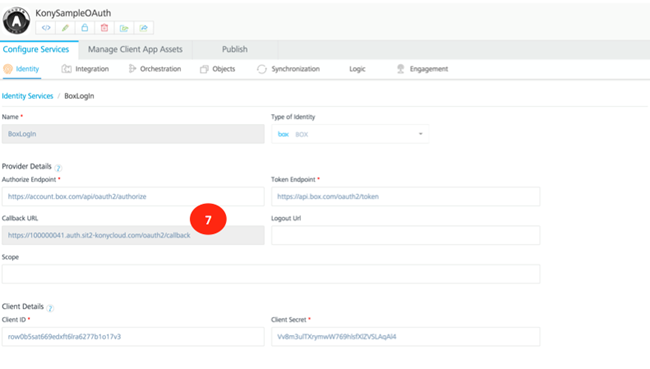 KonySampleOAuth
Configure Services Manage Client App Assets Publish
Identity Integration Orchestration Objects Synchronization Logic Engagement
Identity Services / BoxLogIn
Name * Type of Identity
BoxLogIn box BOX
Provider Details ?
Authorize Endpoint * Token Endpoint *
https://account.box.com/api/oauth2/authorize https://api.box.com/oauth2/token
Callback URL 7 Logout Url
https://100000041.auth.sit2-konycloud.com/oauth2/callback
Scope
Client Details ?
Client ID * Client Secret *